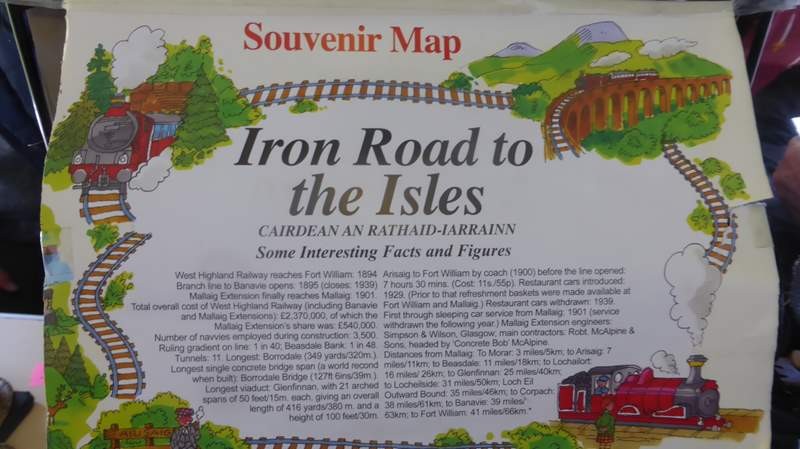 Souvenir Map
Iron Road to
the Isles
CAIRDEAN AN RATHAID-IARRAINN
Some Interesting Facts and Figures
West Highland Railway reaches Fort William: 1894
Branch line to Banavie opens: 1895 (closes: 1939)
Mallaig Extension finally reaches Mallaig: 1901.
Total overall cost of West Highland Railway (including Banavie
and Mallaig Extensions): £2,370,000, of which the
Mallaig Extension's share was: £540,000.
Number of navvies employed during construction: 3,500.
Ruling gradient on line: 1 in 40; Beasdale Bank: 1 in 48.
Tunnels: 11. Longest: Borrodale (349 yards/320m.).
Longest single concrete bridge span (a world record
when built): Borrodale Bridge (127ft 6ins/39m.).
Longest viaduct: Glenfinnan, with 21 arched
spans of 50 feet/15m. each, giving an overall
length of 416 yards/380 m. and a
height of 100 feet/30m.
Arisaig to Fort William by coach (1900) before the line opened:
7 hours 30 mins. (Cost: 11s./55p). Restaurant cars introduced:
1929. (Prior to that refreshment baskets were made available at
Fort William and Mallaig.) Restaurant cars withdrawn: 1939.
First through sleeping car service from Mallaig: 1901 (service
withdrawn the following year.) Mallaig Extension engineers:
Simpson & Wilson, Glasgow, main contractors: Robt. McAlpine &
Sons, headed by 'Concrete Bob' McAlpine.
Distances from Mallaig: To Morar: 3 miles/5km; to Arisaig: 7
miles/11km; to Beasdale: 11 miles/18km; to Lochailort:
16 miles/ 26km; to Glenfinnan: 25 miles/40km;
to Locheilside: 31 miles/50km; Loch Eil
Outward Bound: 35 miles/46km; to Corpach:
38 miles/61km; to Banavie: 39 miles/
63km; to Fort William: 41 miles/66km."
ARISAIG